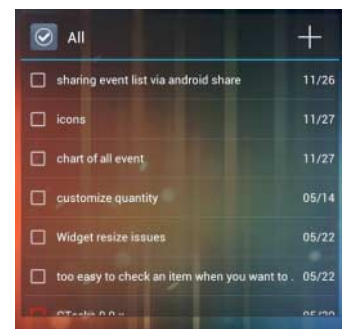 All
sharing event list via android share 11/26
icons 11/27
chart of all event 11/27
customize quantity 05/14
Widget resize issues 05/22
too easy to check an item when you want to . 05/22